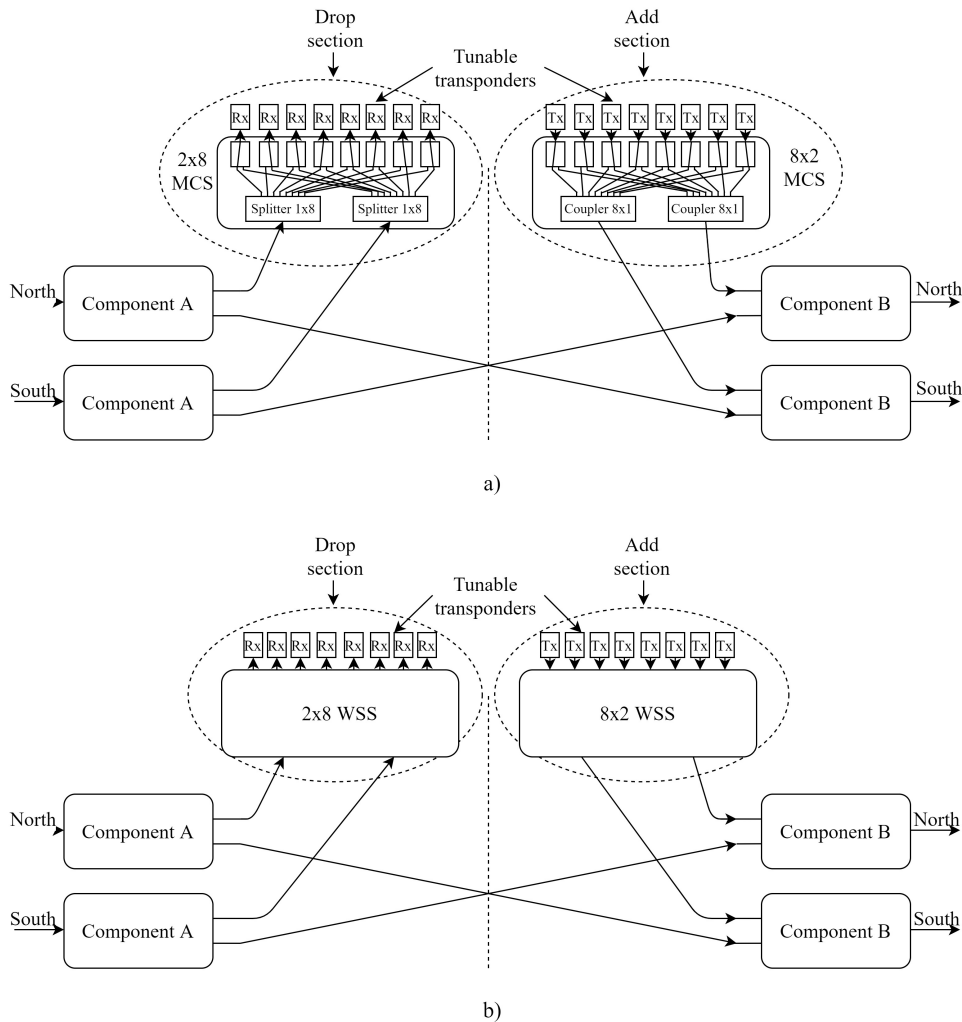 Drop
section
Add
section
Tunable
transponders
Rx Rx Rx Rx Rx Rx Rx Rx
Tx Tx Tx Tx Tx Tx Tx Tx
2x8
MCS
8x2
MCS
Splitter 1x8
Splitter 1x8
Coupler 8x1
Coupler 8x1
North
Component A
Component B
North
South
Component A
Component B
South
a)
Drop
section
Add
section
Tunable
transponders
Rx Rx Rx Rx Rx Rx Rx Rx
Tx Tx Tx Tx Tx Tx Tx Tx
2x8 WSS
8x2 WSS
North
Component A
Component B
North
South
Component A
Component B
South
b)